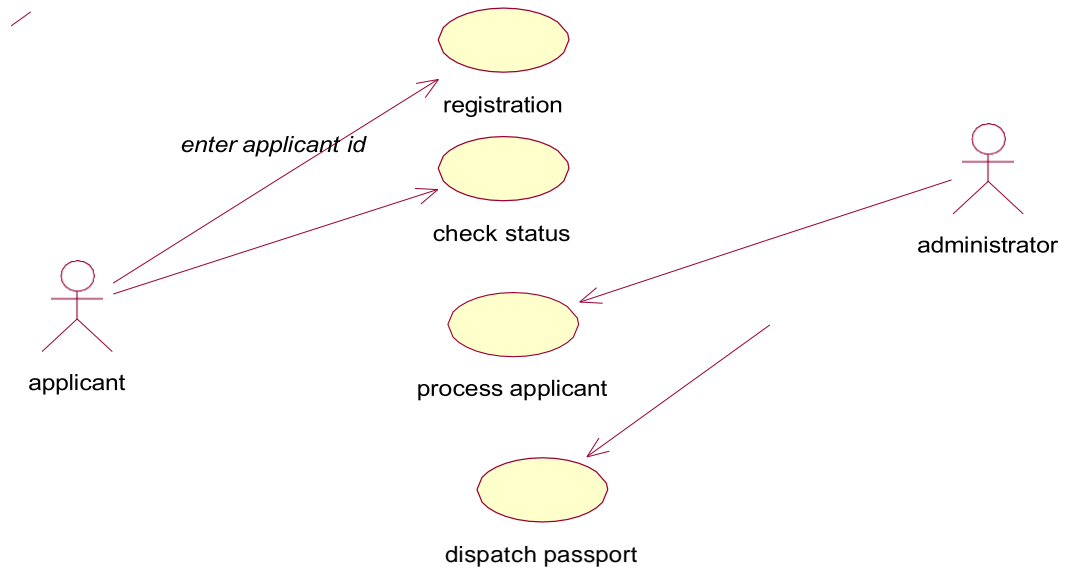 registration
enter applicant id
check status
administrator
applicant
process applicant
dispatch passport